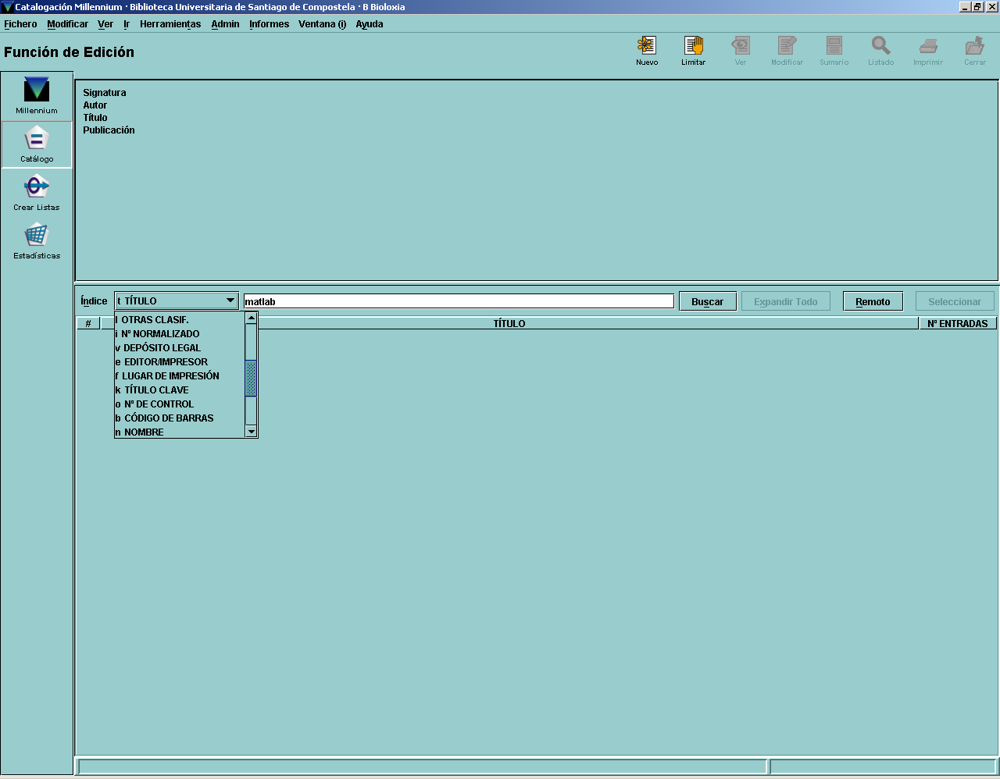 Catalogación Millennium · Biblioteca Universitaria de Santiago de Compostela · B Bioloxia
Fichero Modificar Ver Ir Herramientas Admin Informes Ventana (i) Ayuda
Función de Edición
Nuevo Limitar Ver Modificar Sumario Listado Imprimir Cerrar
Millennium
Catálogo
Crear Listas
Estadísticas
Signatura
Autor
Título
Publicación
Índice t TÍTULO matlab Buscar Expandir Todo Remoto Seleccionar
# TÍTULO Nº ENTRADAS
l OTRAS CLASIF.
i Nº NORMALIZADO
v DEPÓSITO LEGAL
e EDITOR/IMPRESOR
f LUGAR DE IMPRESIÓN
k TÍTULO CLAVE
o Nº DE CONTROL
b CÓDIGO DE BARRAS
n NOMBRE